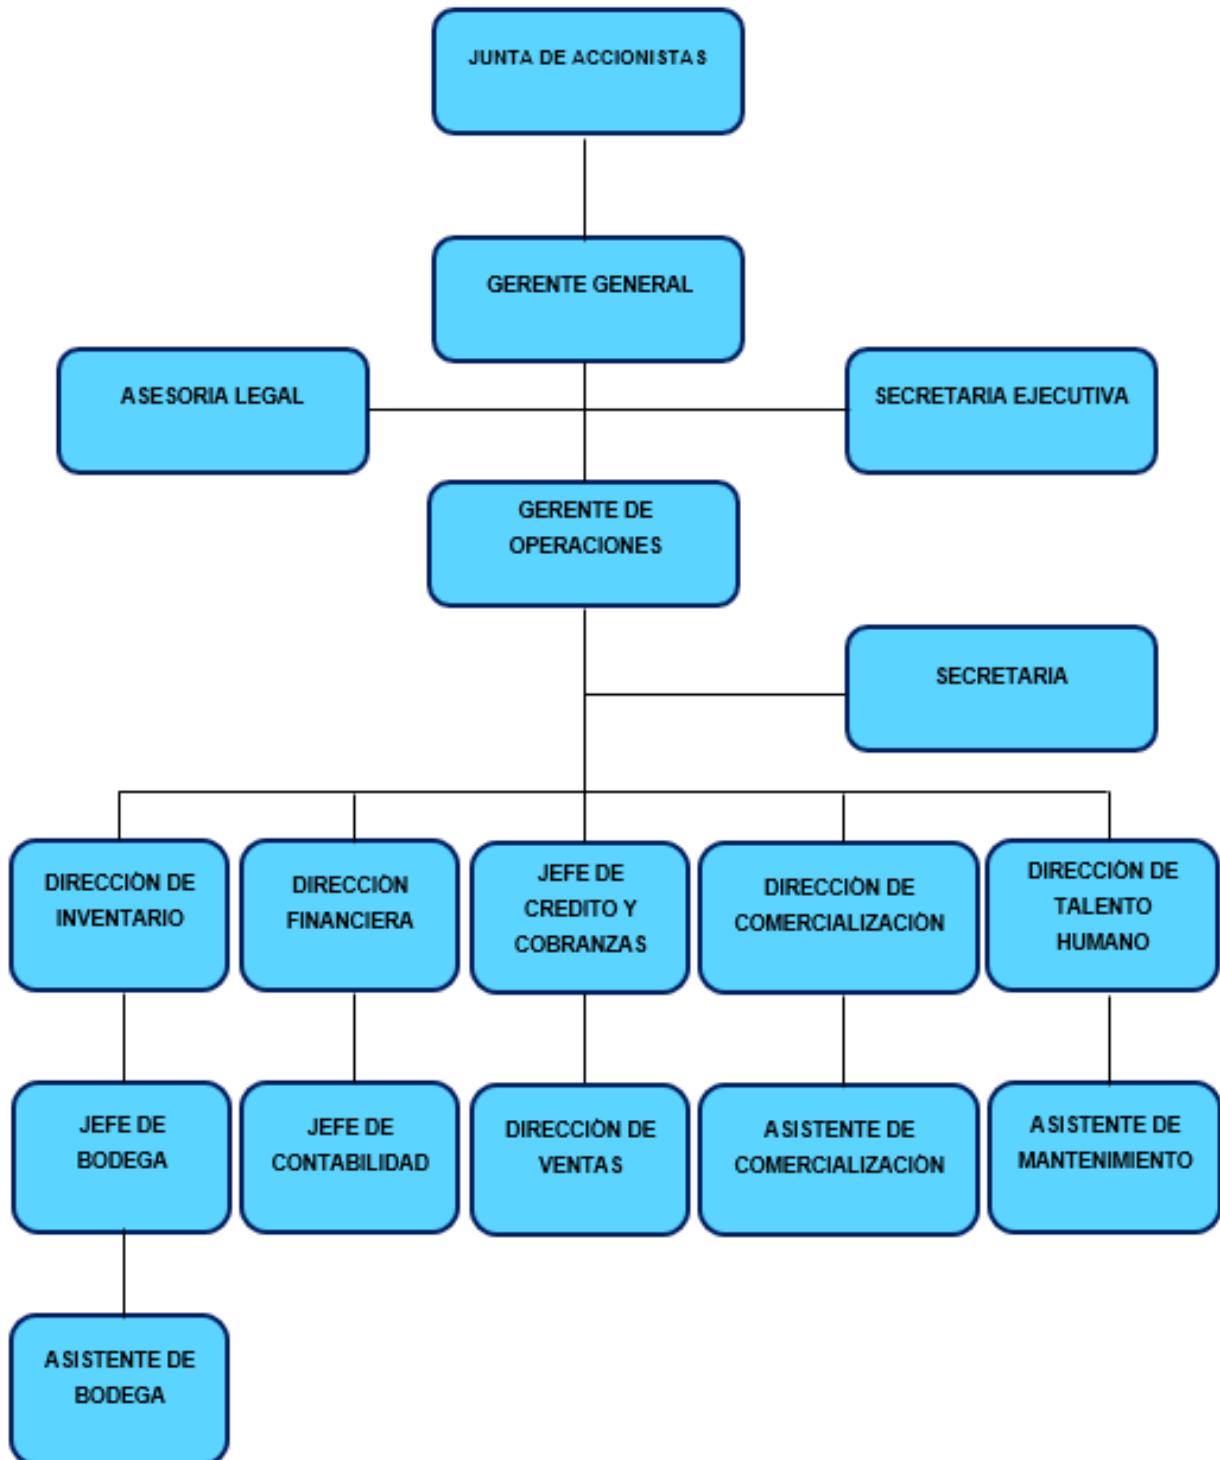 JUNTA DE ACCIONISTAS
GERENTE GENERAL
ASESORIA LEGAL
SECRETARIA EJECUTIVA
GERENTE DE
OPERACIONES
SECRETARIA
DIRECCIÓN DE
INVENTARIO
DIRECCIÓN
FINANCIERA
JEFE DE
CREDITO Y
COBRANZAS
DIRECCIÓN DE
COMERCIALIZACIÓN
DIRECCIÓN DE
TALENTO
HUMANO
JEFE DE
BODEGA
JEFE DE
CONTABILIDAD
DIRECCIÓN DE
VENTAS
ASISTENTE DE
COMERCIALIZACIÓN
ASISTENTE DE
MANTENIMIENTO
ASISTENTE DE
BODEGA